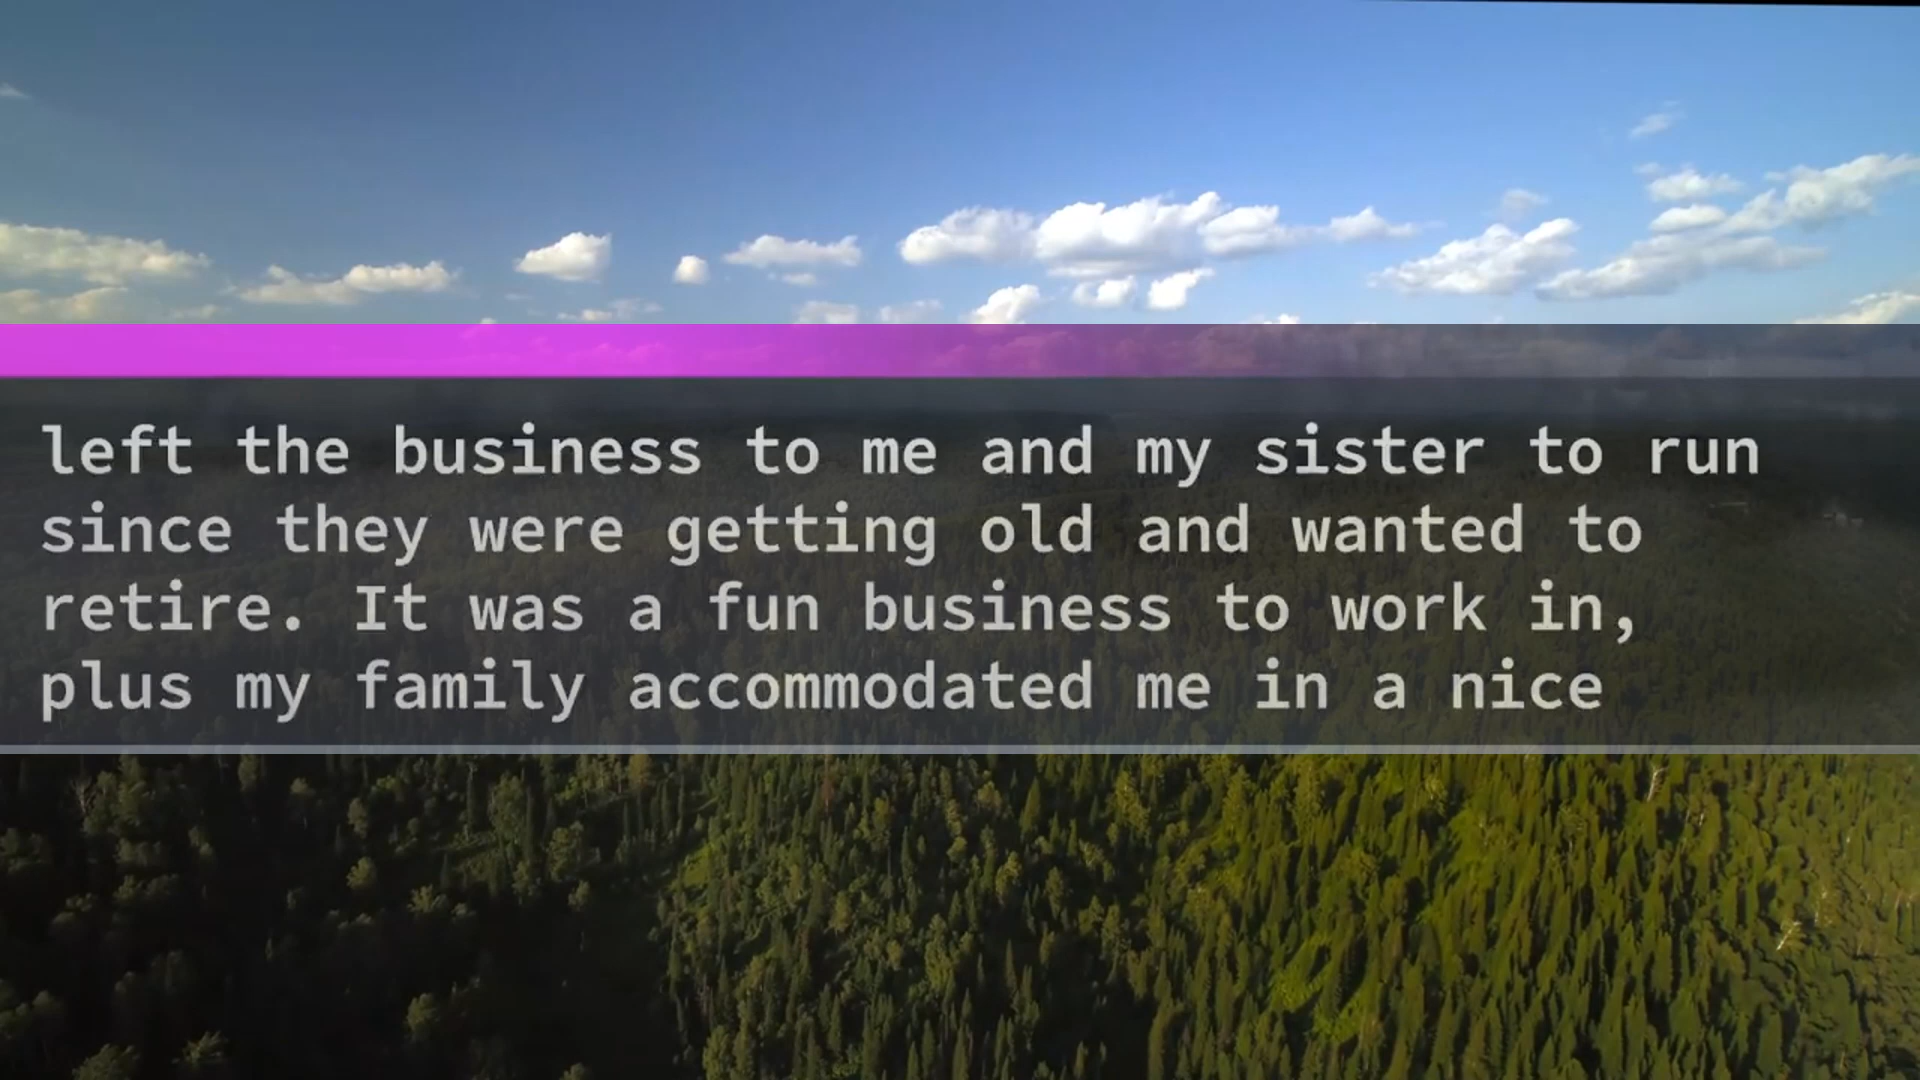 left the business to me and my sister to run
since they were getting old and wanted to
retire. It was a fun business to work in,
plus my family accommodated me in a nice